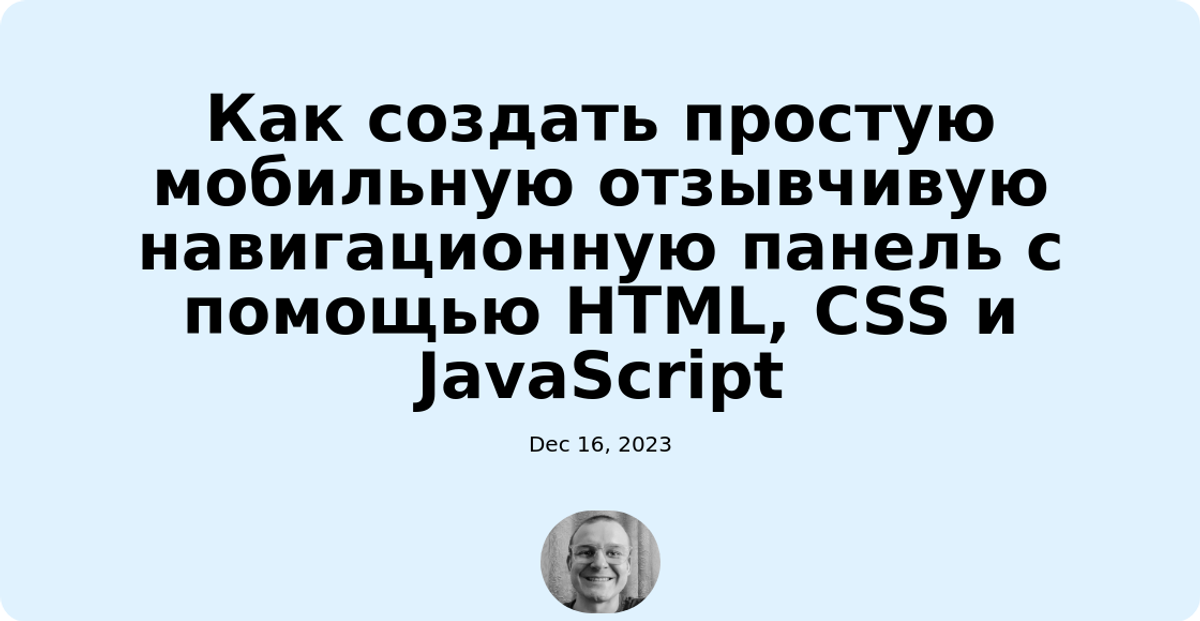 Как создать простую
мобильную отзывчивую
навигационную панель с
помощью HTML, CSS и
JavaScript
Dec 16, 2023